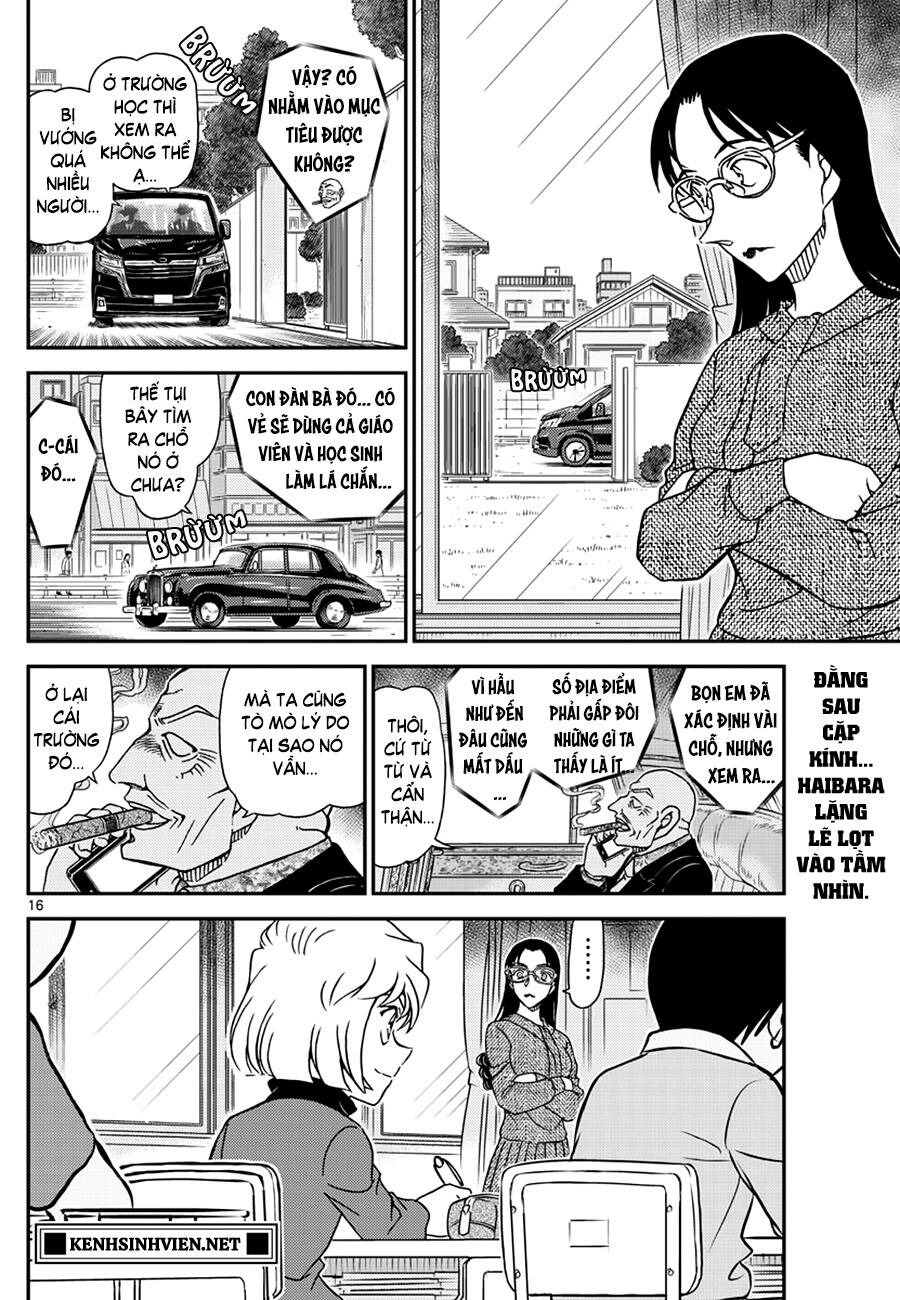 BRỪỪM
VẬY? CÓ
NHẰM VÀO MỤC
TIÊU ĐƯỢC
KHÔNG?
Ở TRƯỜNG
HỌC THÌ
XEM RA
KHÔNG THỂ
Ạ...
BỊ
VƯỚNG
QUÁ
NHIỀU
NGƯỜI...
BRỪỪM
CON ĐÀN BÀ ĐÓ... CÓ
VẺ SẼ DÙNG CẢ GIÁO
VIÊN VÀ HỌC SINH
LÀM LÁ CHẮN...
THẾ TỤI
BÂY TÌM
RA CHỖ
NÓ Ở
CHƯA?
C-CÁI
ĐÓ...
BRỪỪM
ĐẰNG
SAU
CẶP
KÍNH...
HAIBARA
LẶNG
LẼ LỌT
VÀO TẦM
NHÌN.
BỌN EM ĐÃ
XÁC ĐỊNH VÀI
CHỖ, NHƯNG
XEM RA...
SỐ ĐỊA ĐIỂM
PHẢI GẤP ĐÔI
NHỮNG GÌ TA
THẤY LÀ ÍT...
VÌ HẦU
NHƯ ĐẾN
ĐÂU CŨNG
MẤT DẤU
...
THÔI,
CỨ TỪ
TỪ VÀ
CẨN
THẬN...
MÀ TA CŨNG
TÒ MÒ LÝ DO
TẠI SAO NÓ
VẨN...
Ở LẠI
CÁI
TRƯỜNG
ĐÓ...
16
......
KENHSINHVIEN.NET